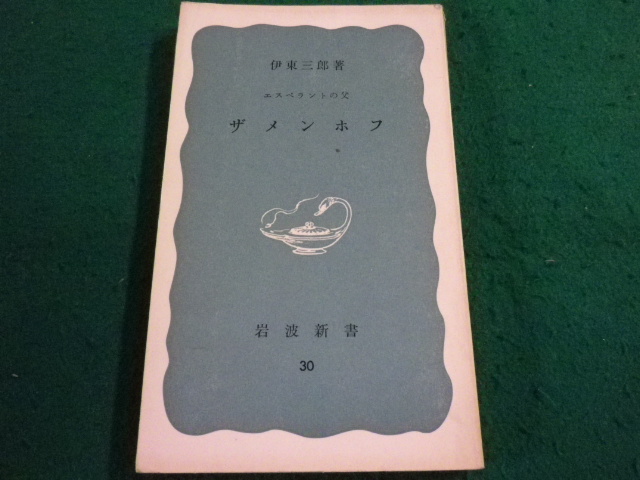 伊東三郎著
エスペラントの父
ザメンホフ
岩波新書
30